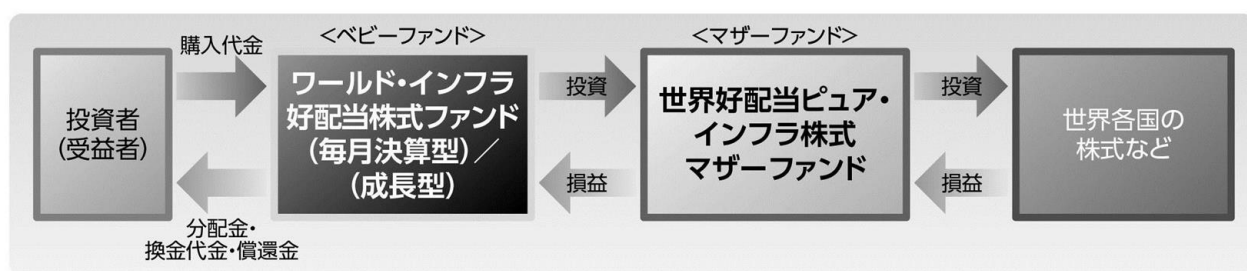 購入代金
<ベビーファンド>
<マザーファンド>
投資者
(受益者)
ワールド・インフラ
好配当株式ファンド
(毎月決算型)／
(成長型)
投資
損益
世界好配当ピュア・
インフラ株式
マザーファンド
投資
損益
世界各国の
株式など
分配金・
換金代金・償還金